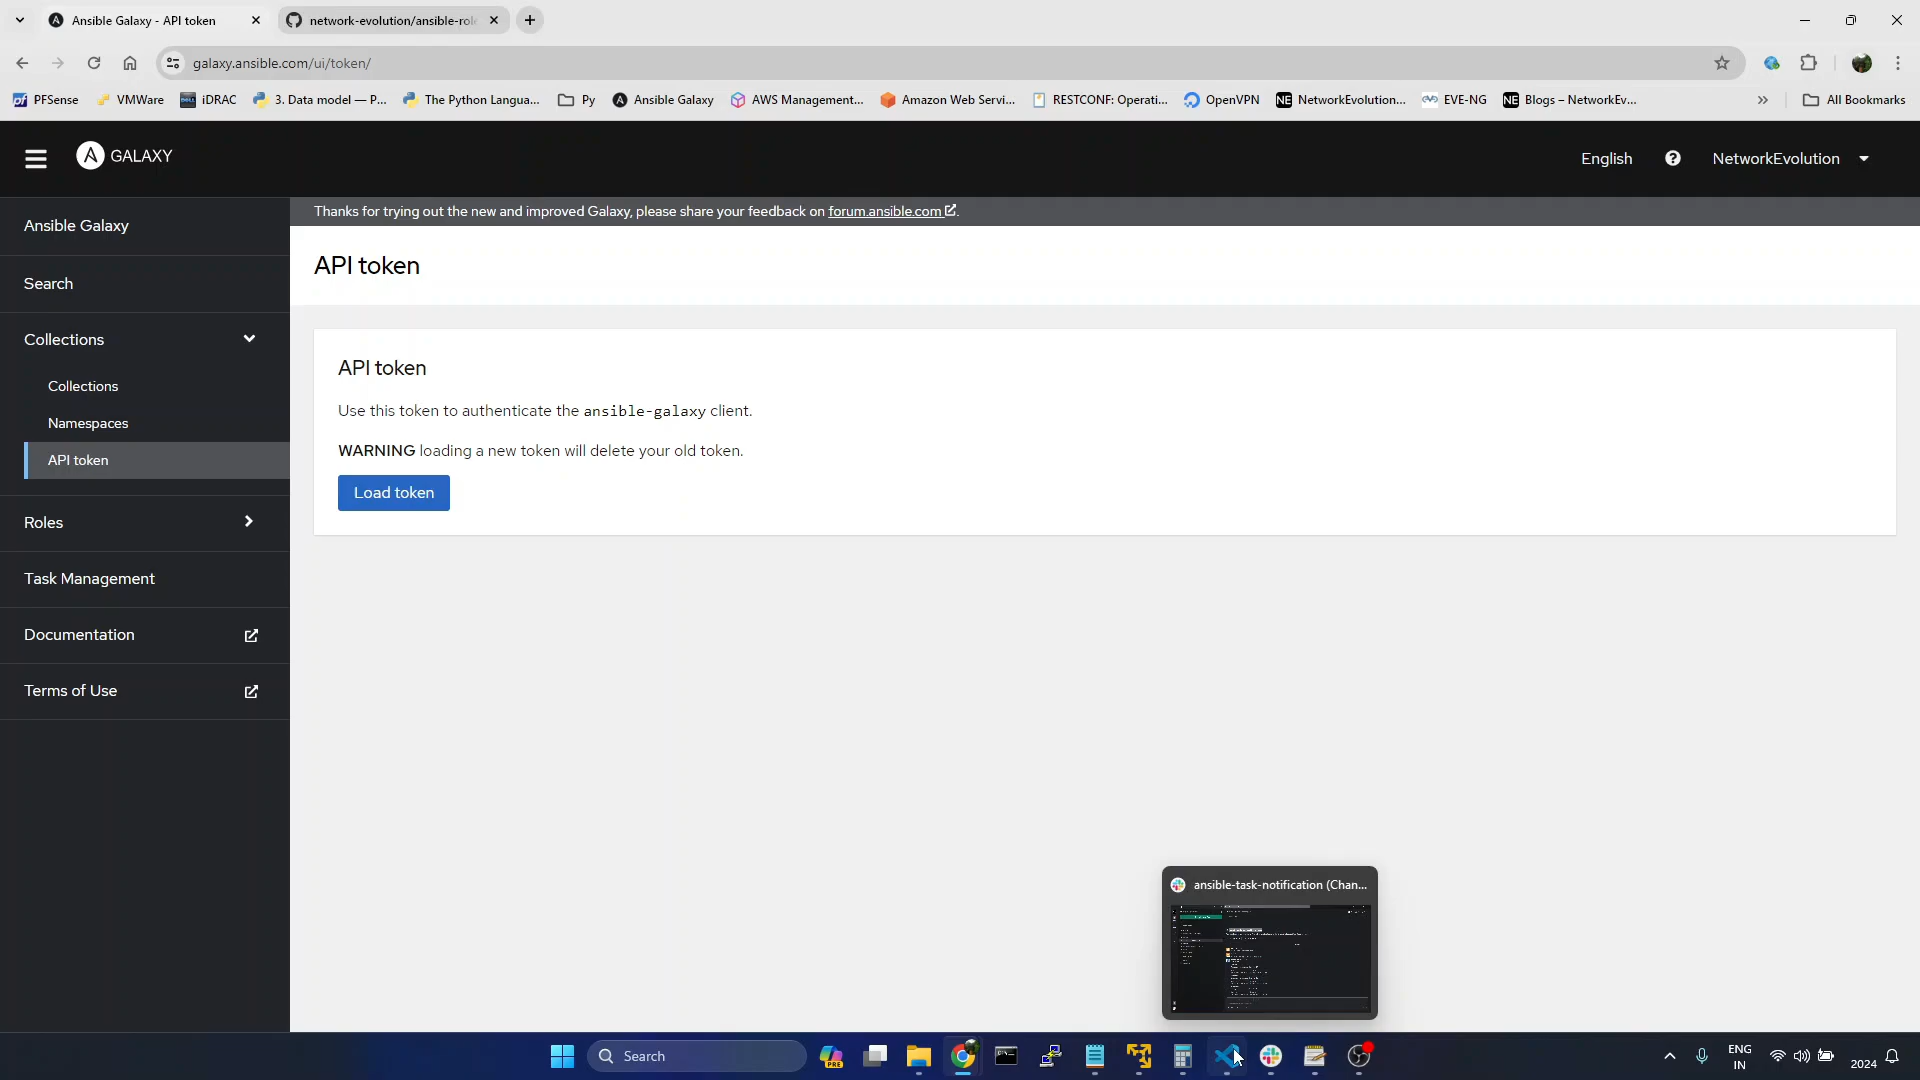 Ansible Galaxy - API token
network-evolution/ansible-rol
galaxy.ansible.com/ui/token/
PFSense
VMWare
iDRAC
3. Data model — P...
The Python Langua...
Py
Ansible Galaxy
AWS Management...
Amazon Web Servi...
RESTCONF: Operati...
OpenVPN
NetworkEvolution...
EVE-NG
Blogs – NetworkEv...
All Bookmarks
GALAXY
English
NetworkEvolution
Thanks for trying out the new and improved Galaxy, please share your feedback on forum.ansible.com.
Ansible Galaxy
Search
Collections
Collections
Namespaces
API token
Roles
Task Management
Documentation
Terms of Use
API token
API token
Use this token to authenticate the ansible-galaxy client.
WARNING loading a new token will delete your old token.
Load token
ansible-task-notification (Chan...
Search
PRE
ENG
IN
2024